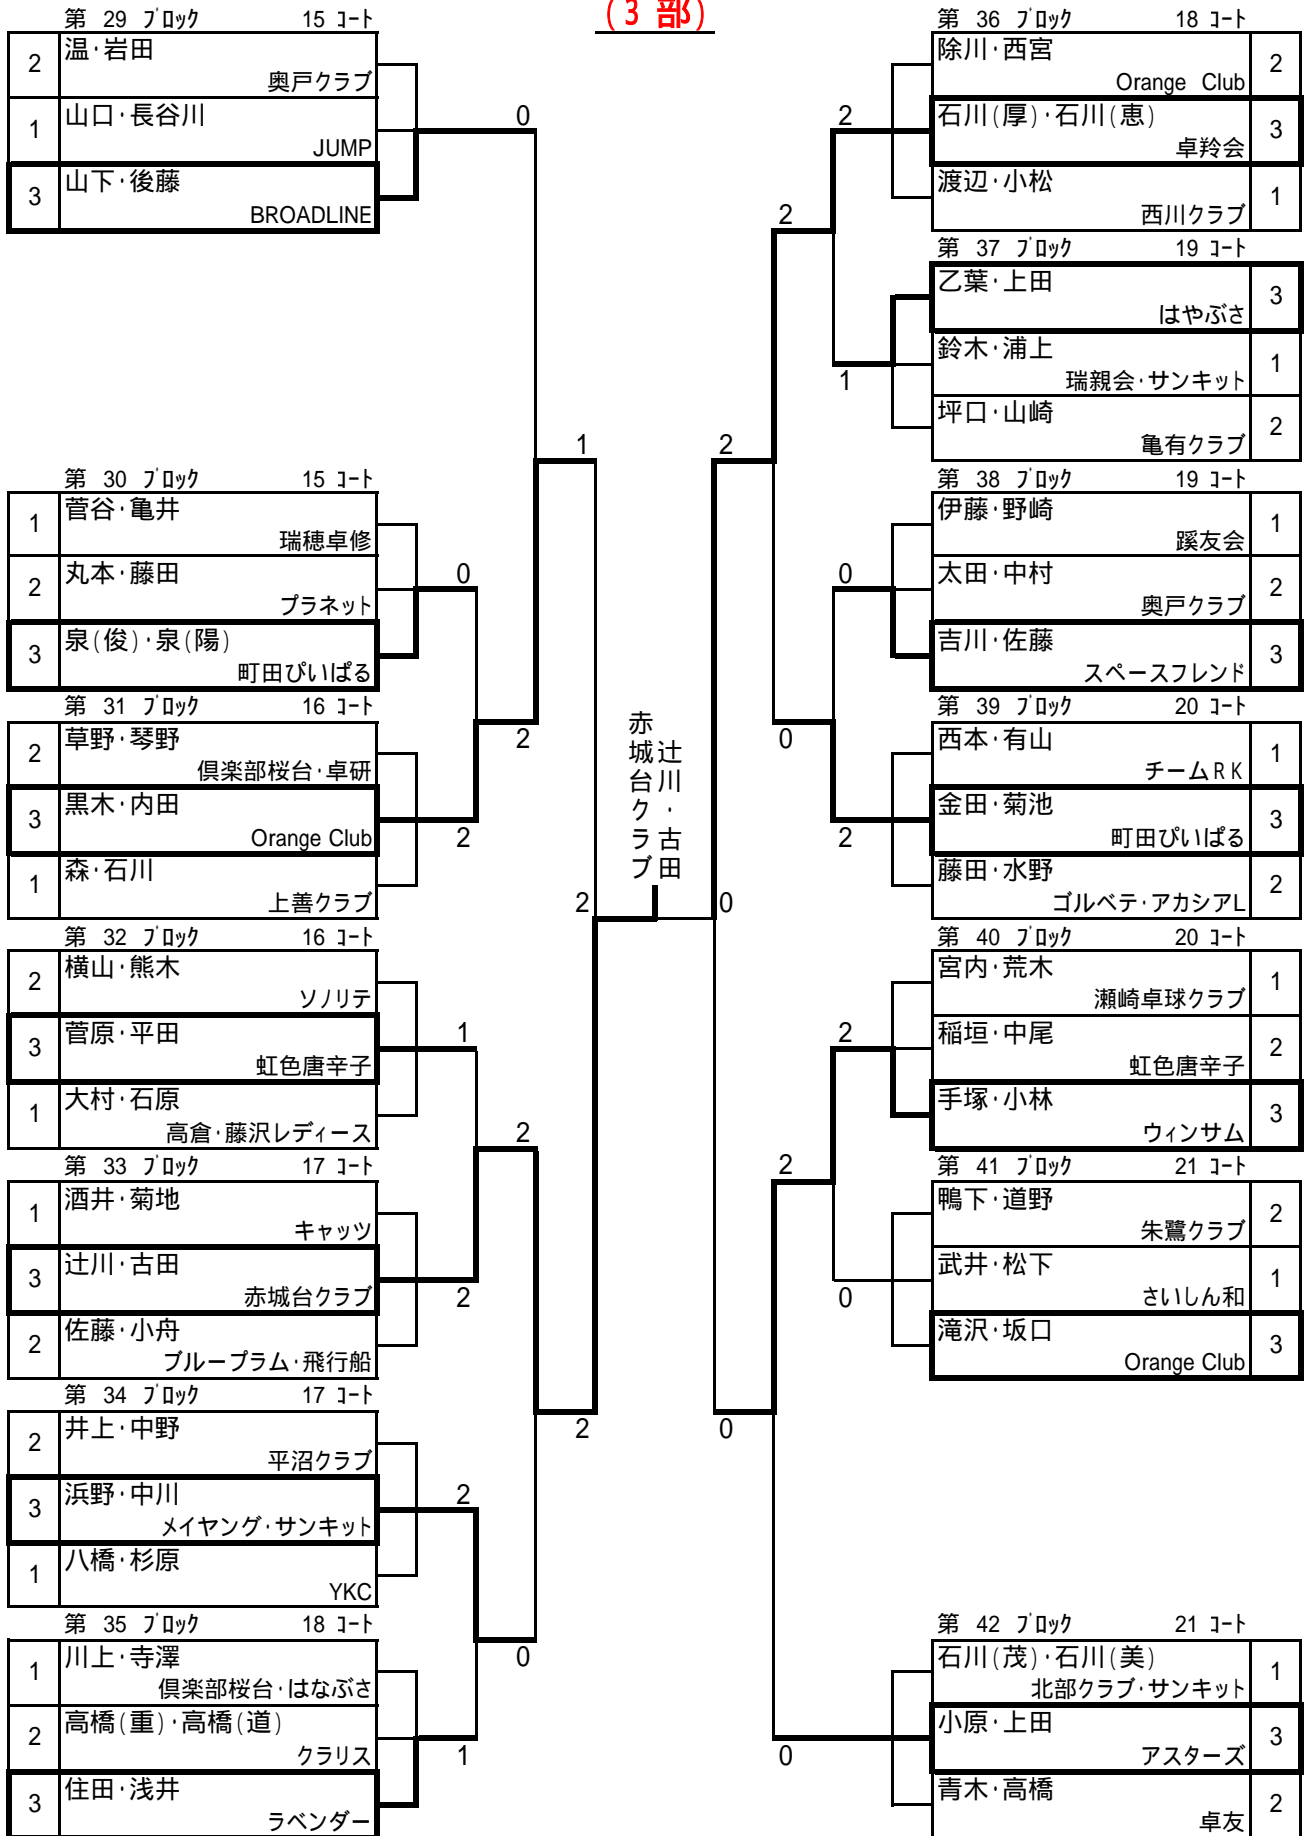 (3 部)
第 29 ブロック 15 コート
2 温・岩田
奥戸クラブ
1 山口・長谷川
JUMP
3 山下・後藤
BROADLINE
0
第 30 ブロック 15 コート
1 菅谷・亀井
瑞穂卓修
2 丸本・藤田
プラネット
3 泉(俊)・泉(陽)
町田ぴいぱる
0
1
第 31 ブロック 16 コート
2 草野・琴野
倶楽部桜台・卓研
3 黒木・内田
Orange Club
1 森・石川
上善クラブ
2
2
2
第 32 ブロック 16 コート
2 横山・熊木
ソノリテ
3 菅原・平田
虹色唐辛子
1 大村・石原
高倉・藤沢レディース
1
2
第 33 ブロック 17 コート
1 酒井・菊地
キャッツ
3 辻川・古田
赤城台クラブ
2 佐藤・小舟
ブループラム・飛行船
2
2
第 34 ブロック 17 コート
2 井上・中野
平沼クラブ
3 浜野・中川
メイヤング・サンキット
1 八橋・杉原
YKC
2
0
第 35 ブロック 18 コート
1 川上・寺澤
倶楽部桜台・はなぶさ
2 高橋(重)・高橋(道)
クラリス
3 住田・浅井
ラベンダー
1
辻川・古田
赤城台クラブ
第 36 ブロック 18 コート
除川・西宮 2
Orange Club
石川(厚)・石川(恵) 3
卓羚会
渡辺・小松 1
西川クラブ
2
2
第 37 ブロック 19 コート
乙葉・上田 3
はやぶさ
鈴木・浦上 1
瑞親会・サンキット
坪口・山崎 2
亀有クラブ
1
2
第 38 ブロック 19 コート
伊藤・野崎 1
蹊友会
太田・中村 2
奥戸クラブ
吉川・佐藤 3
スペースフレンド
0
0
第 39 ブロック 20 コート
西本・有山 1
チームRK
金田・菊池 3
町田ぴいぱる
藤田・水野 2
ゴルベテ・アカシアL
2
0
第 40 ブロック 20 コート
宮内・荒木 1
瀬崎卓球クラブ
稲垣・中尾 2
虹色唐辛子
手塚・小林 3
ウィンサム
2
2
第 41 ブロック 21 コート
鴨下・道野 2
朱鷺クラブ
武井・松下 1
さいしん和
滝沢・坂口 3
Orange Club
0
0
第 42 ブロック 21 コート
石川(茂)・石川(美) 1
北部クラブ・サンキット
小原・上田 3
アスターズ
青木・高橋 2
卓友
0